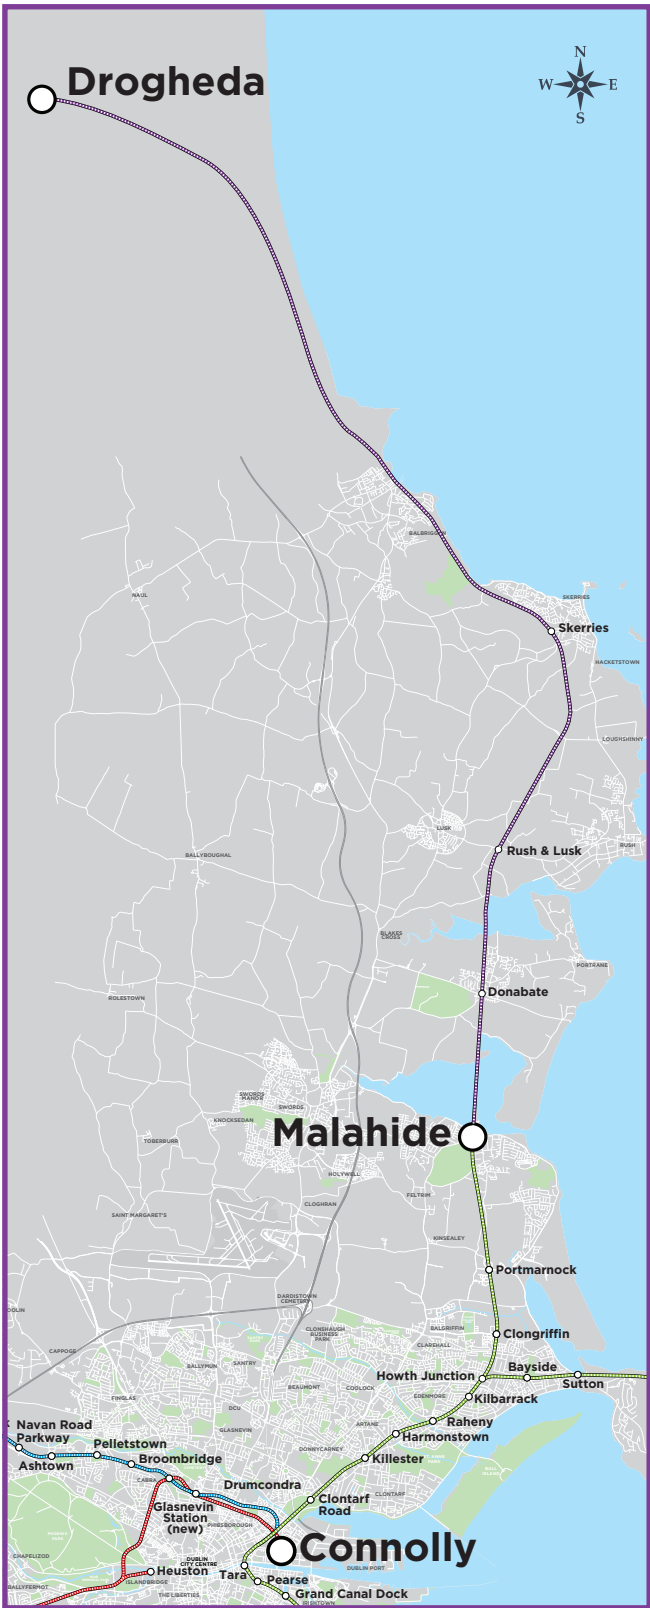 Drogheda
N
W
E
S
BALBRIGGAN
NAUL
SKERRIES
Skerries
HACKETSTOWN
LOUGHSHINNY
LUSK
RUSH
Rush & Lusk
BALLYBOUGHAL
BLAKES
CROSS
PORTRANE
Donabate
ROLESTOWN
SWORDS
MANOR
SWORDS
KNOCKSEDAN
Malahide
TOBERBURR
HOLYWELL
FELTRIM
CLOGHRAN
SAINT MARGARET'S
KINSEALEY
Portmarnock
DARDISTOWN
CEMETERY
OOLIN
CLONSHAUGH
BUSINESS
PARK
BALGRIFFIN
Clongriffin
CLAREHALL
CAPPOGE
BALLYMUN
SANTRY
Howth Junction
Bayside
Sutton
BEAUMONT
COOLOCK
EDENMORE
Kilbarrack
FINGLAS
DCU
GLASNEVIN
ARTANE
Raheny
Harmonstown
Navan Road
Parkway
Pelletstown
DONNYCARNEY
Killester
Ashtown
Broombridge
CABRA
Drumcondra
CLONTARF
Clontarf
Road
Glasnevin
Station
(new)
PHIBSBOROUGH
Connolly
CHAPELIZOD
DUBLIN
CITY CENTRE
DUBLIN PORT
Heuston
Tara
ISLANDBRIDGE
Pearse
BALLYFERMOT
THE LIBERTIES
Grand Canal Dock
IRISHTOWN